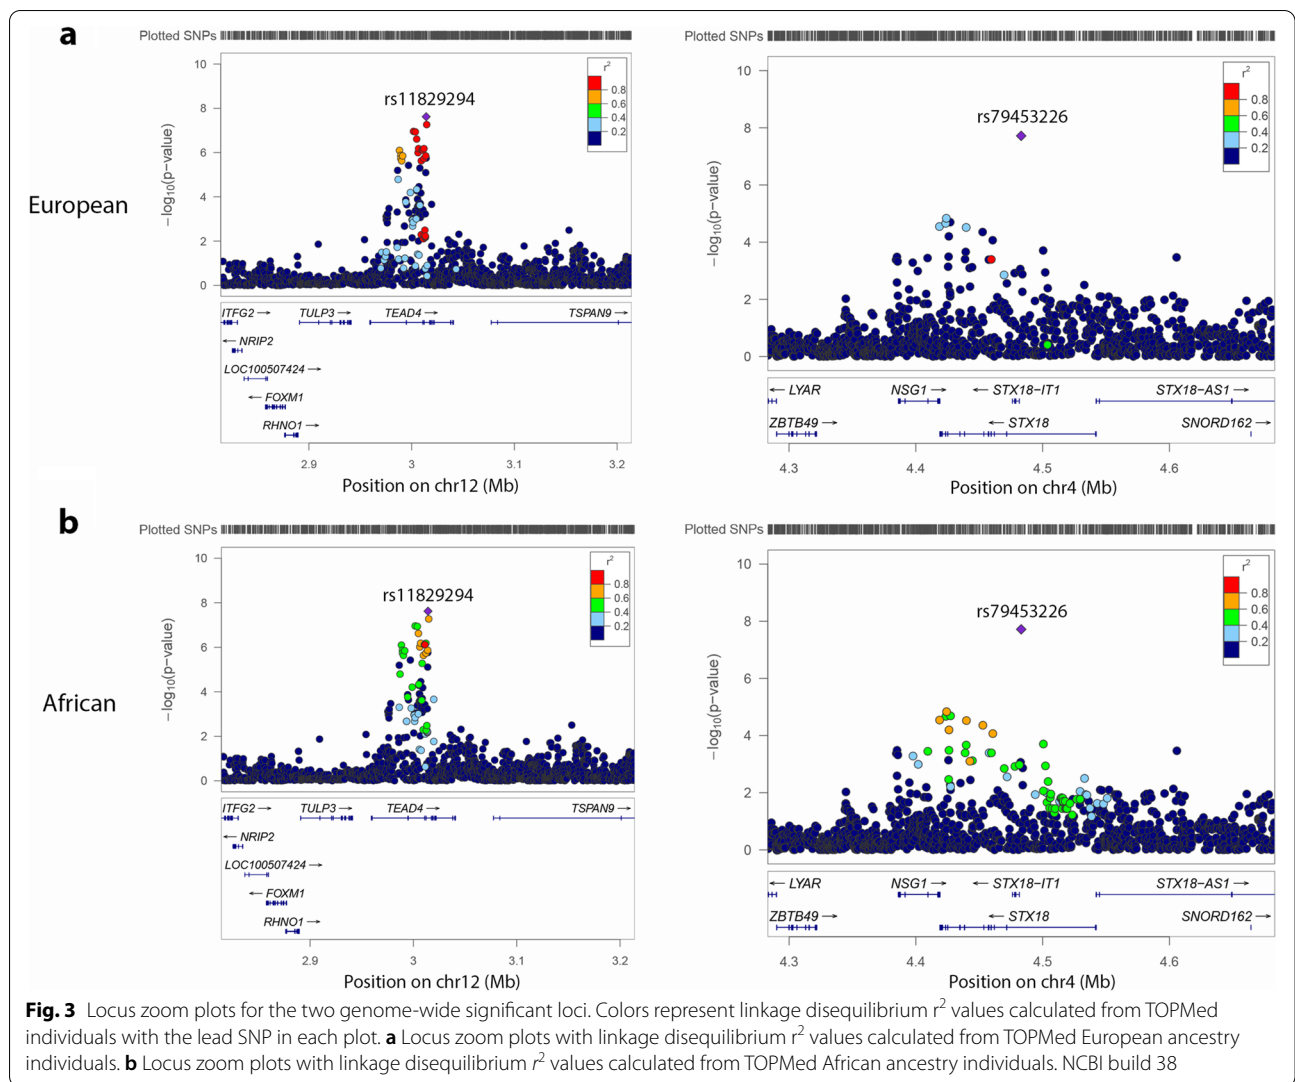 a
European
Plotted SNPs
10
8
6
4
2
0
−log10(p−value)
r2
0.8
0.6
0.4
0.2
rs11829294
ITFG2 →
TULP3 →
TEAD4 →
TSPAN9 →
← NRIP2
LOC100507424 →
← FOXM1
RHNO1 →
2.9
3
3.1
3.2
Position on chr12 (Mb)
Plotted SNPs
10
8
6
4
2
0
−log10(p−value)
r2
0.8
0.6
0.4
0.2
rs79453226
← LYAR
NSG1 →
← STX18−IT1
STX18−AS1 →
ZBTB49 →
← STX18
SNORD162 →
4.3
4.4
4.5
4.6
Position on chr4 (Mb)
b
African
Plotted SNPs
10
8
6
4
2
0
−log10(p−value)
r2
0.8
0.6
0.4
0.2
rs11829294
ITFG2 →
TULP3 →
TEAD4 →
TSPAN9 →
← NRIP2
LOC100507424 →
← FOXM1
RHNO1 →
2.9
3
3.1
3.2
Position on chr12 (Mb)
Plotted SNPs
10
8
6
4
2
0
−log10(p−value)
r2
0.8
0.6
0.4
0.2
rs79453226
← LYAR
NSG1 →
← STX18−IT1
STX18−AS1 →
ZBTB49 →
← STX18
SNORD162 →
4.3
4.4
4.5
4.6
Position on chr4 (Mb)
Fig. 3 Locus zoom plots for the two genome-wide significant loci. Colors represent linkage disequilibrium r2 values calculated from TOPMed
individuals with the lead SNP in each plot. a Locus zoom plots with linkage disequilibrium r2 values calculated from TOPMed European ancestry
individuals. b Locus zoom plots with linkage disequilibrium r2 values calculated from TOPMed African ancestry individuals. NCBI build 38